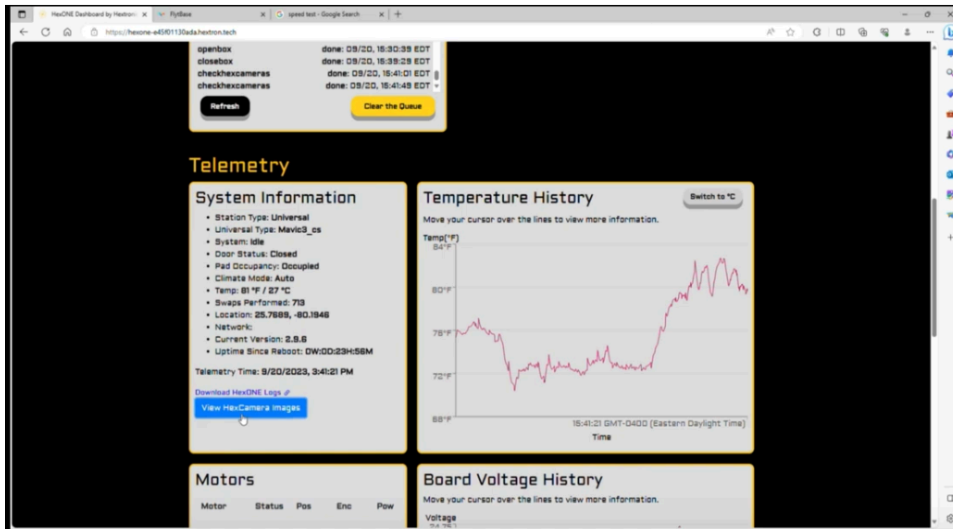 HexONE Dashboard by Hextron
FlytBase
speed test - Google Search
https://hexone-e45f01130ada.hextron.tech
openbox done: 09/20, 15:30:39 EDT
closebox done: 09/20, 15:39:29 EDT
checkhexcameras done: 09/20, 15:41:01 EDT
checkhexcameras done: 09/20, 15:41:49 EDT
Refresh
Clear the Queue
Telemetry
System Information
Station Type: Universal
Universal Type: Mavic3_cs
System: Idle
Door Status: Closed
Pad Occupancy: Occupied
Climate Mode: Auto
Temp: 81 °F / 27 °C
Swaps Performed: 713
Location: 25.7689, -80.1946
Network:
Current Version: 2.9.6
Uptime Since Reboot: 0W:0D:23H:56M
Telemetry Time: 9/20/2023, 3:41:21 PM
Download HexONE Logs
View HexCamera Images
Temperature History
Switch to °C
Move your cursor over the lines to view more information.
Temp(°F)
84°F
80°F
76°F
72°F
68°F
15:41:21 GMT-0400 (Eastern Daylight Time)
Time
Motors
Motor Status Pos Enc Pow
Board Voltage History
Move your cursor over the lines to view more information.
Voltage